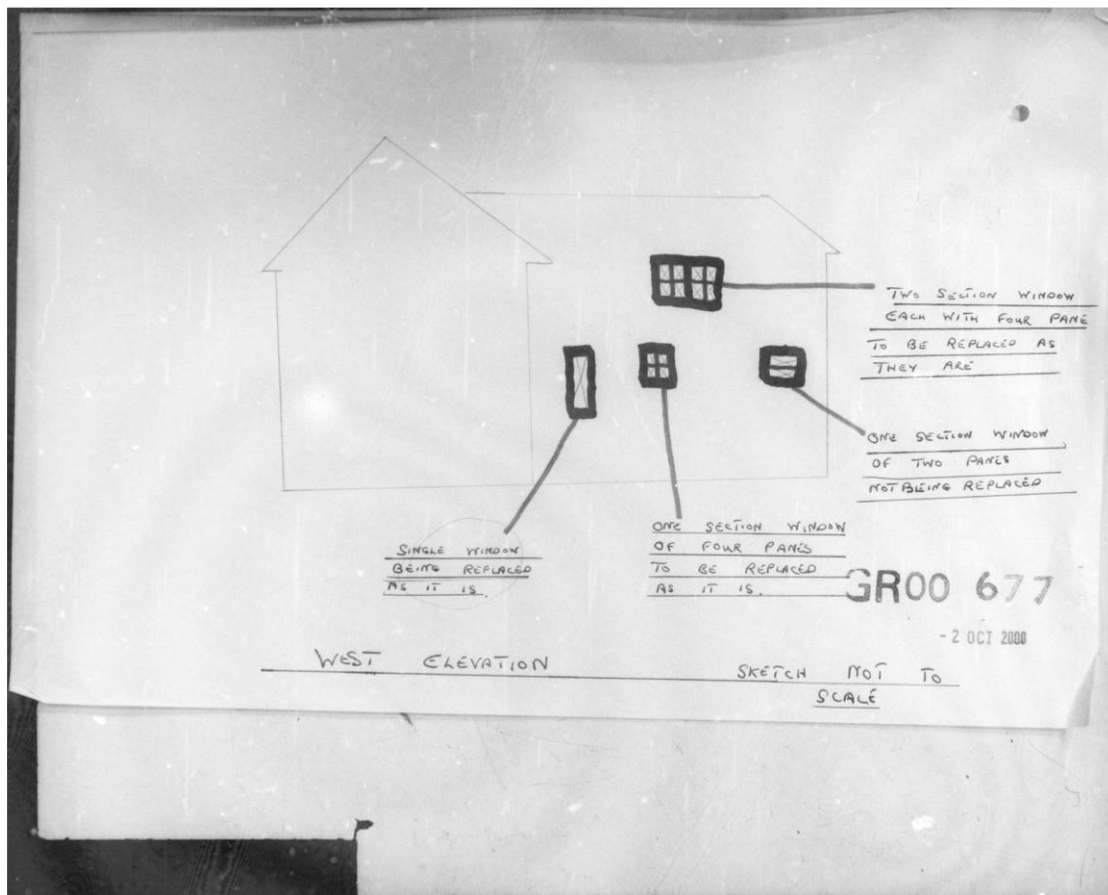 TWO SECTION WINDOW
EACH WITH FOUR PANE
TO BE REPLACED AS
THEY ARE
ONE SECTION WINDOW
OF TWO PANES
NOT BEING REPLACED
ONE SECTION WINDOW
OF FOUR PANES
TO BE REPLACED
AS IT IS.
SINGLE WINDOW
BEING REPLACED
AS IT IS.
GR00 677
-2 OCT 2000
WEST ELEVATION
SKETCH NOT TO
SCALE